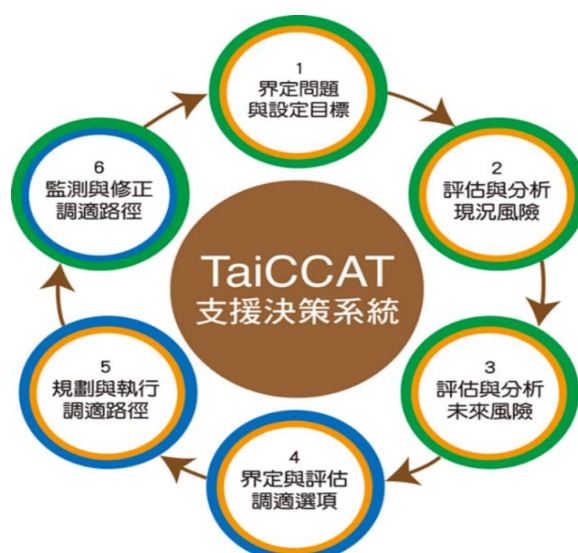 1
界定問題
與設定目標
2
評估與分析
現況風險
3
評估與分析
未來風險
4
界定與評估
調適選項
5
規劃與執行
調適路徑
6
監測與修正
調適路徑
TaiCCAT
支援決策系統